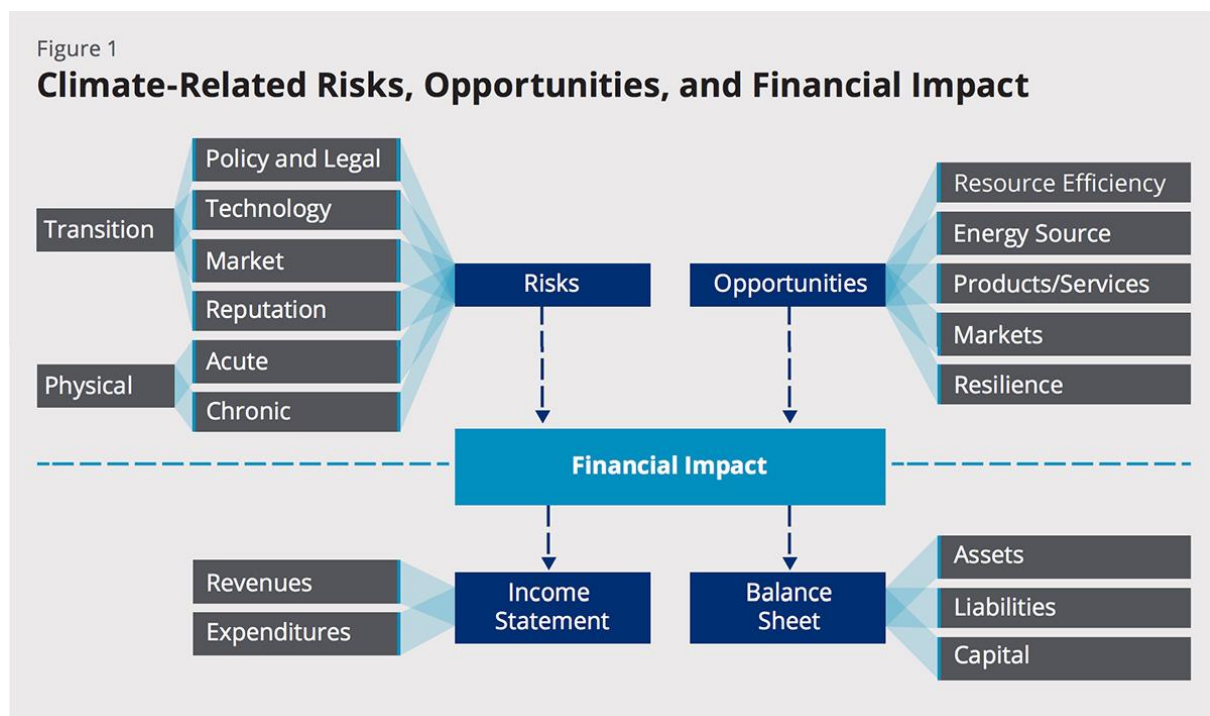 Figure 1
Climate-Related Risks, Opportunities, and Financial Impact
Transition
Policy and Legal
Technology
Market
Reputation
Physical
Acute
Chronic
Risks
Opportunities
Resource Efficiency
Energy Source
Products/Services
Markets
Resilience
Financial Impact
Revenues
Expenditures
Income
Statement
Balance
Sheet
Assets
Liabilities
Capital